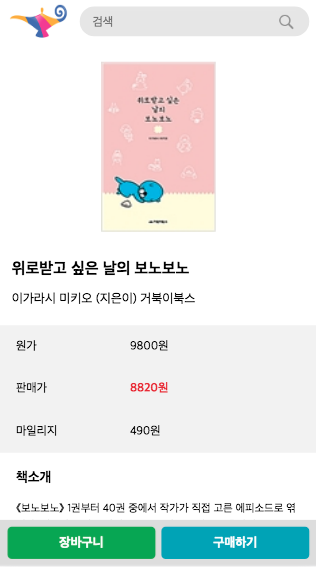 검색
위로받고 싶은
날의
보노보노
위로받고 싶은 날의 보노보노
이가라시 미키오 (지은이) 거북이북스
원가 9800원
판매가 8820원
마일리지 490원
책소개
《보노보노》 1권부터 40권 중에서 작가가 직접 고른 에피소드로 엮
장바구니 구매하기